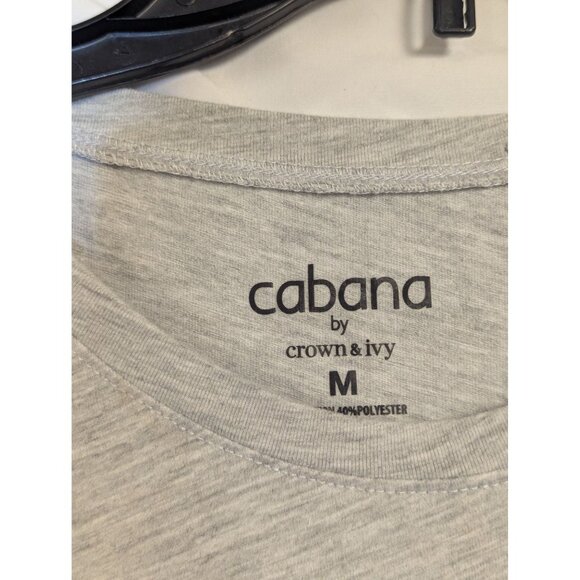 cabana
by
crown & ivy
M
40%POLYESTER